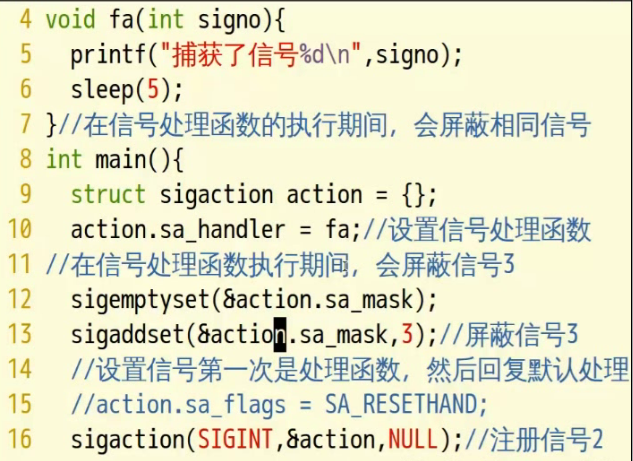 4 void fa(int signo){
5   printf("捕获了信号%d\n",signo);
6   sleep(5);
7 }//在信号处理函数的执行期间，会屏蔽相同信号
8 int main(){
9   struct sigaction action = {};
10   action.sa_handler = fa;//设置信号处理函数
11 //在信号处理函数执行期间，会屏蔽信号3
12   sigemptyset(&action.sa_mask);
13   sigaddset(&action.sa_mask,3);//屏蔽信号3
14   //设置信号第一次是处理函数，然后回复默认处理
15   //action.sa_flags = SA_RESETHAND;
16   sigaction(SIGINT,&action,NULL);//注册信号2